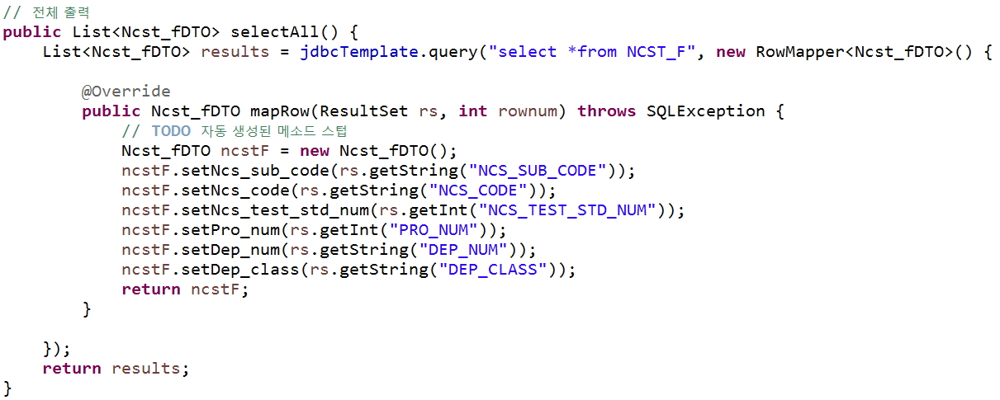 // 전체 출력
public List<Ncst_fDTO> selectAll() {
    List<Ncst_fDTO> results = jdbcTemplate.query("select *from NCST_F", new RowMapper<Ncst_fDTO>() {

        @Override
        public Ncst_fDTO mapRow(ResultSet rs, int rownum) throws SQLException {
            // TODO 자동 생성된 메소드 스텁
            Ncst_fDTO ncstF = new Ncst_fDTO();
            ncstF.setNcs_sub_code(rs.getString("NCS_SUB_CODE"));
            ncstF.setNcs_code(rs.getString("NCS_CODE"));
            ncstF.setNcs_test_std_num(rs.getInt("NCS_TEST_STD_NUM"));
            ncstF.setPro_num(rs.getInt("PRO_NUM"));
            ncstF.setDep_num(rs.getString("DEP_NUM"));
            ncstF.setDep_class(rs.getString("DEP_CLASS"));
            return ncstF;
        }

    });
    return results;
}